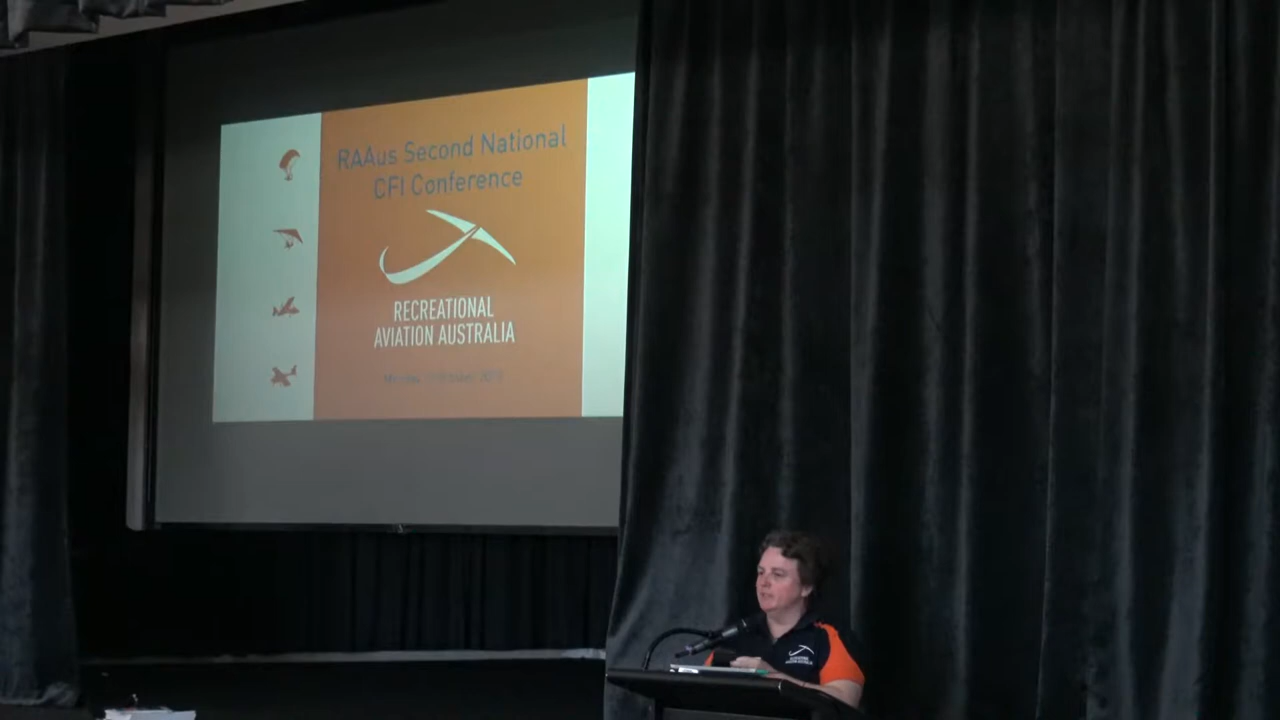 RAAus Second National
CFI Conference
RECREATIONAL
AVIATION AUSTRALIA